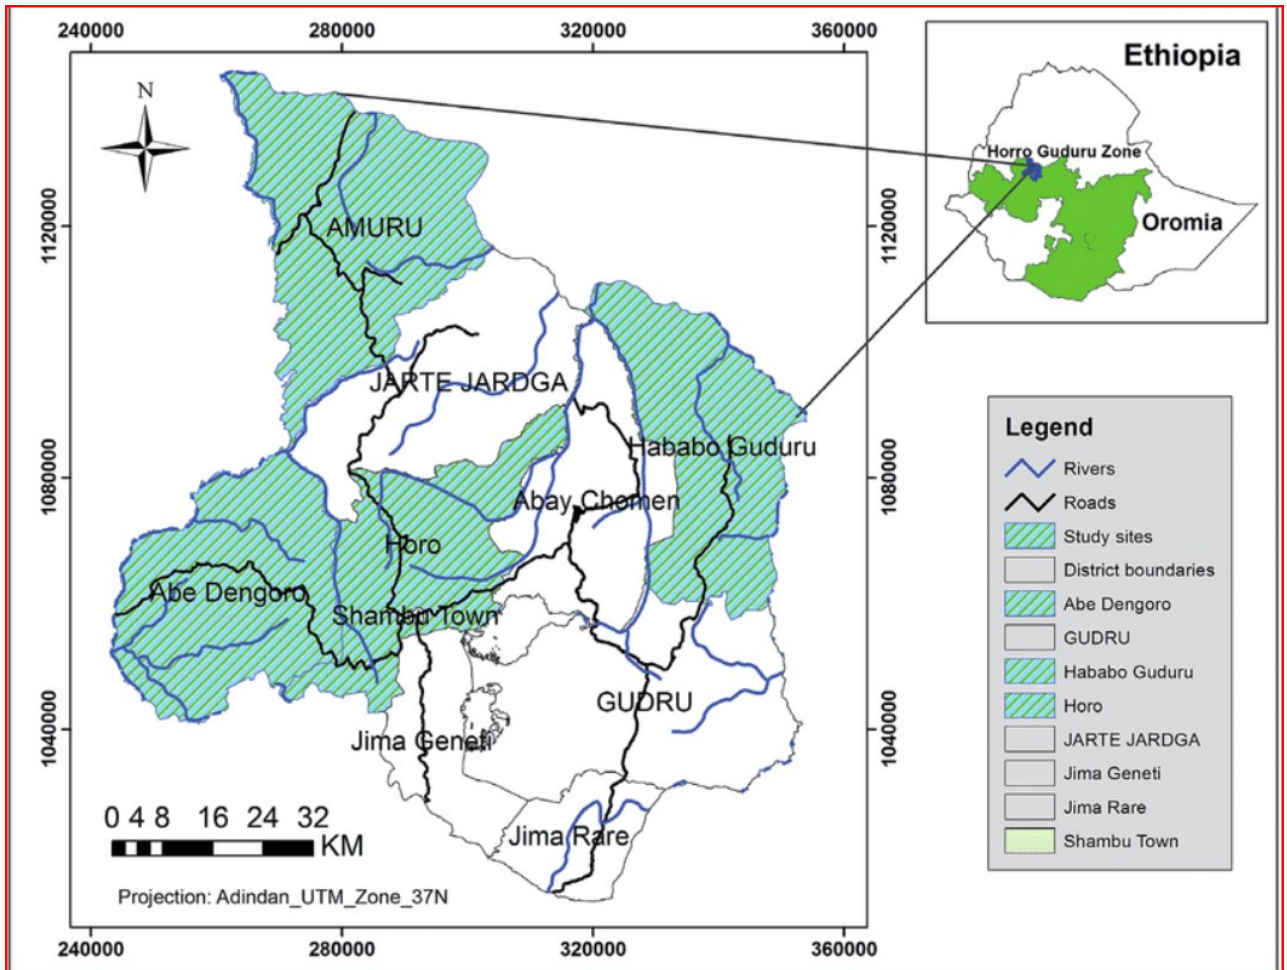 240000 280000 320000 360000
N
Ethiopia
Horro Guduru Zone
Oromia
1120000
1120000
AMURU
JARTE JARDGA
Hababo Guduru
1080000
1080000
Abay Chomen
Horo
Abe Dengoro
Shambu Town
GUDRU
1040000
1040000
Jima Geneti
Jima Rare
Legend
Rivers
Roads
Study sites
District boundaries
Abe Dengoro
GUDRU
Hababo Guduru
Horo
JARTE JARDGA
Jima Geneti
Jima Rare
Shambu Town
0 4 8 16 24 32
KM
Projection: Adindan_UTM_Zone_37N
240000 280000 320000 360000